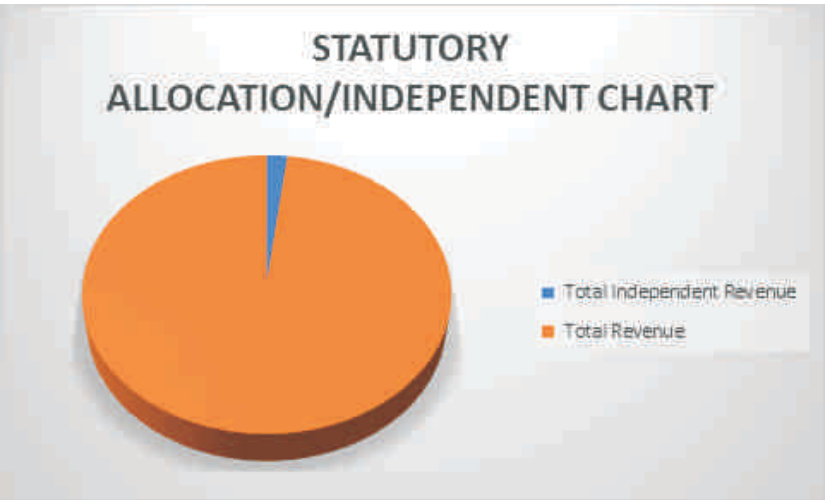 STATUTORY
ALLOCATION/INDEPENDENT CHART
Total Independent Revenue
Total Revenue